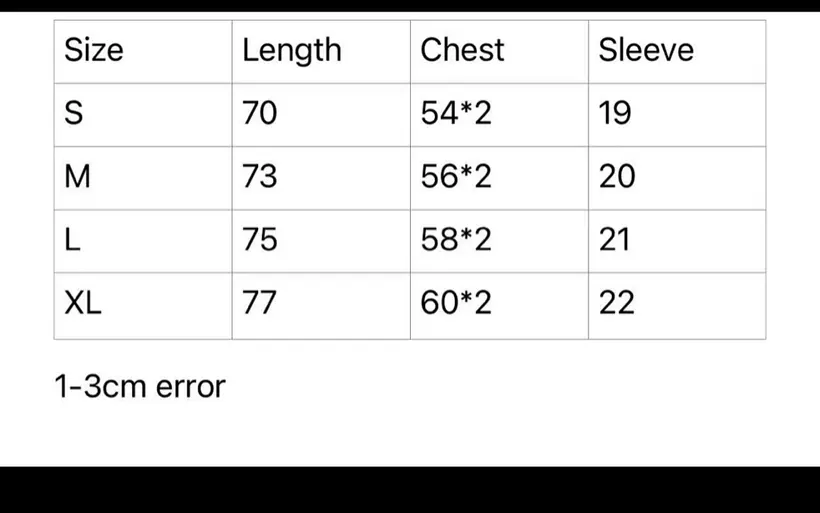 Size Length Chest Sleeve
S 70 54*2 19
M 73 56*2 20
L 75 58*2 21
XL 77 60*2 22
1-3cm error